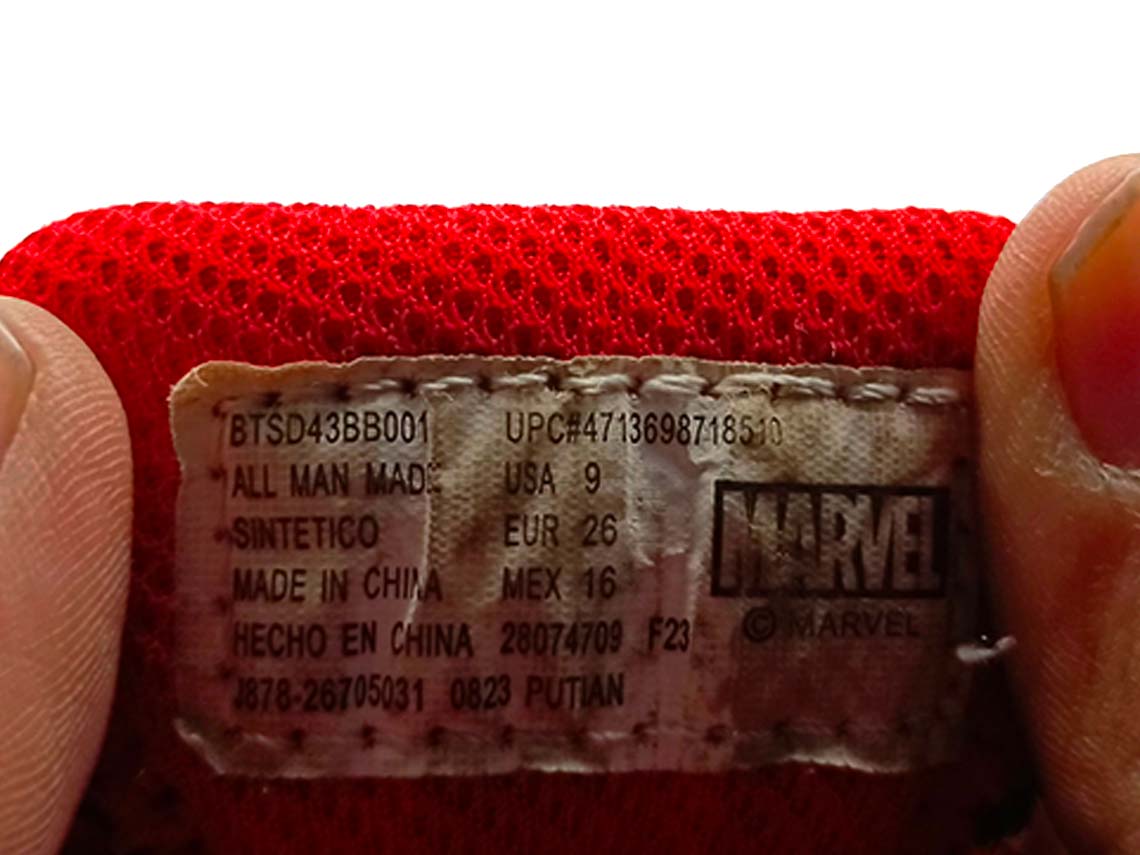 BTSD43BB001 UPC#4713698718510
ALL MAN MADE USA 9
SINTETICO EUR 26
MADE IN CHINA MEX 16
HECHO EN CHINA 28074709 F23
J878-26705031 0823 PUTIAN
MARVEL
© MARVEL